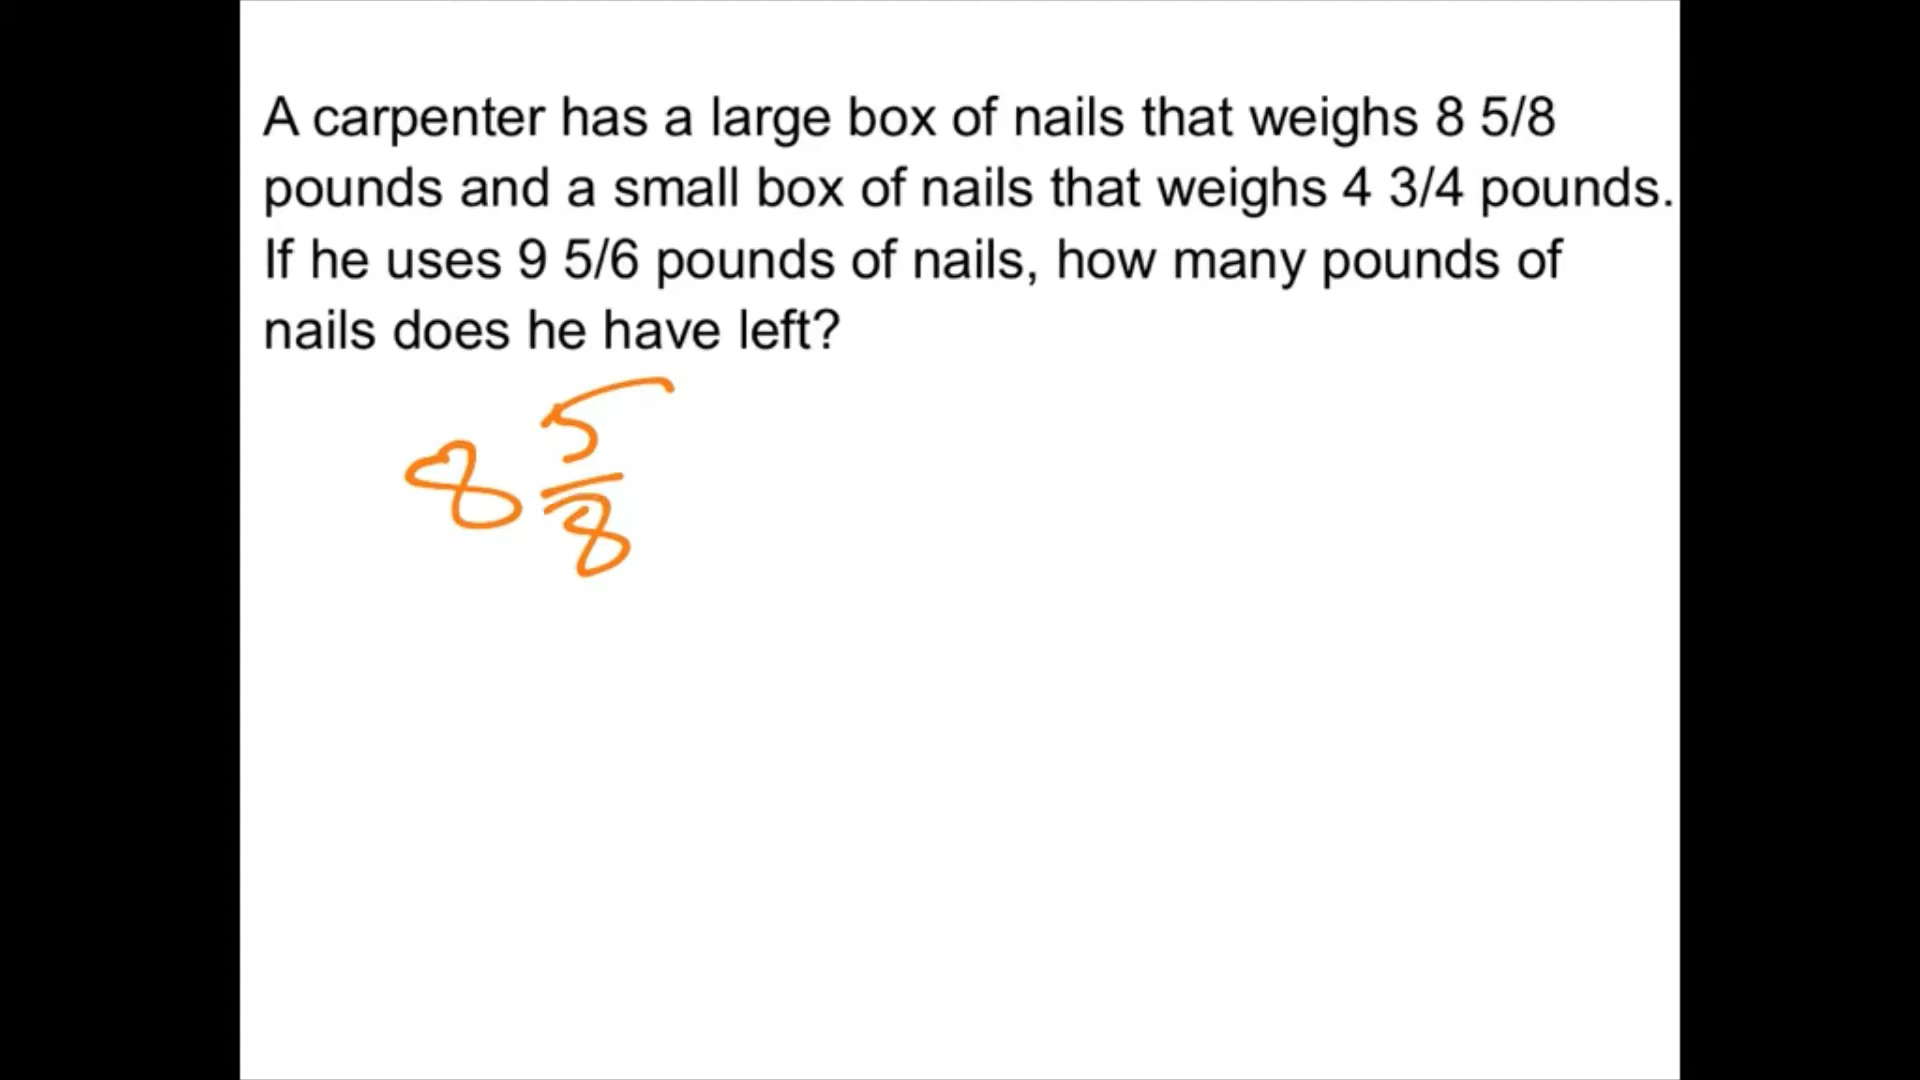 A carpenter has a large box of nails that weighs 8 5/8
pounds and a small box of nails that weighs 4 3/4 pounds.
If he uses 9 5/6 pounds of nails, how many pounds of
nails does he have left?
8 5/8